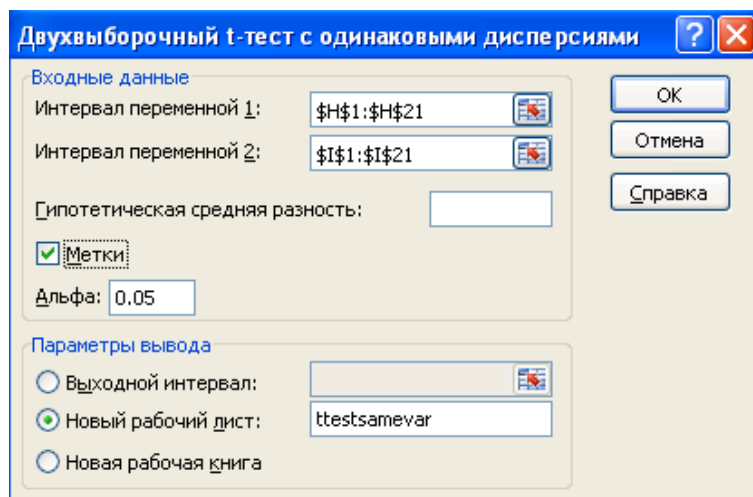 Двухвыборочный t-тест с одинаковыми дисперсиями
Входные данные
Интервал переменной 1: $H$1:$H$21
Интервал переменной 2: $I$1:$I$21
Гипотетическая средняя разность:
Метки
Альфа: 0,05
ОК
Отмена
Справка
Параметры вывода
Выходной интервал:
Новый рабочий лист: ttestsamevar
Новая рабочая книга